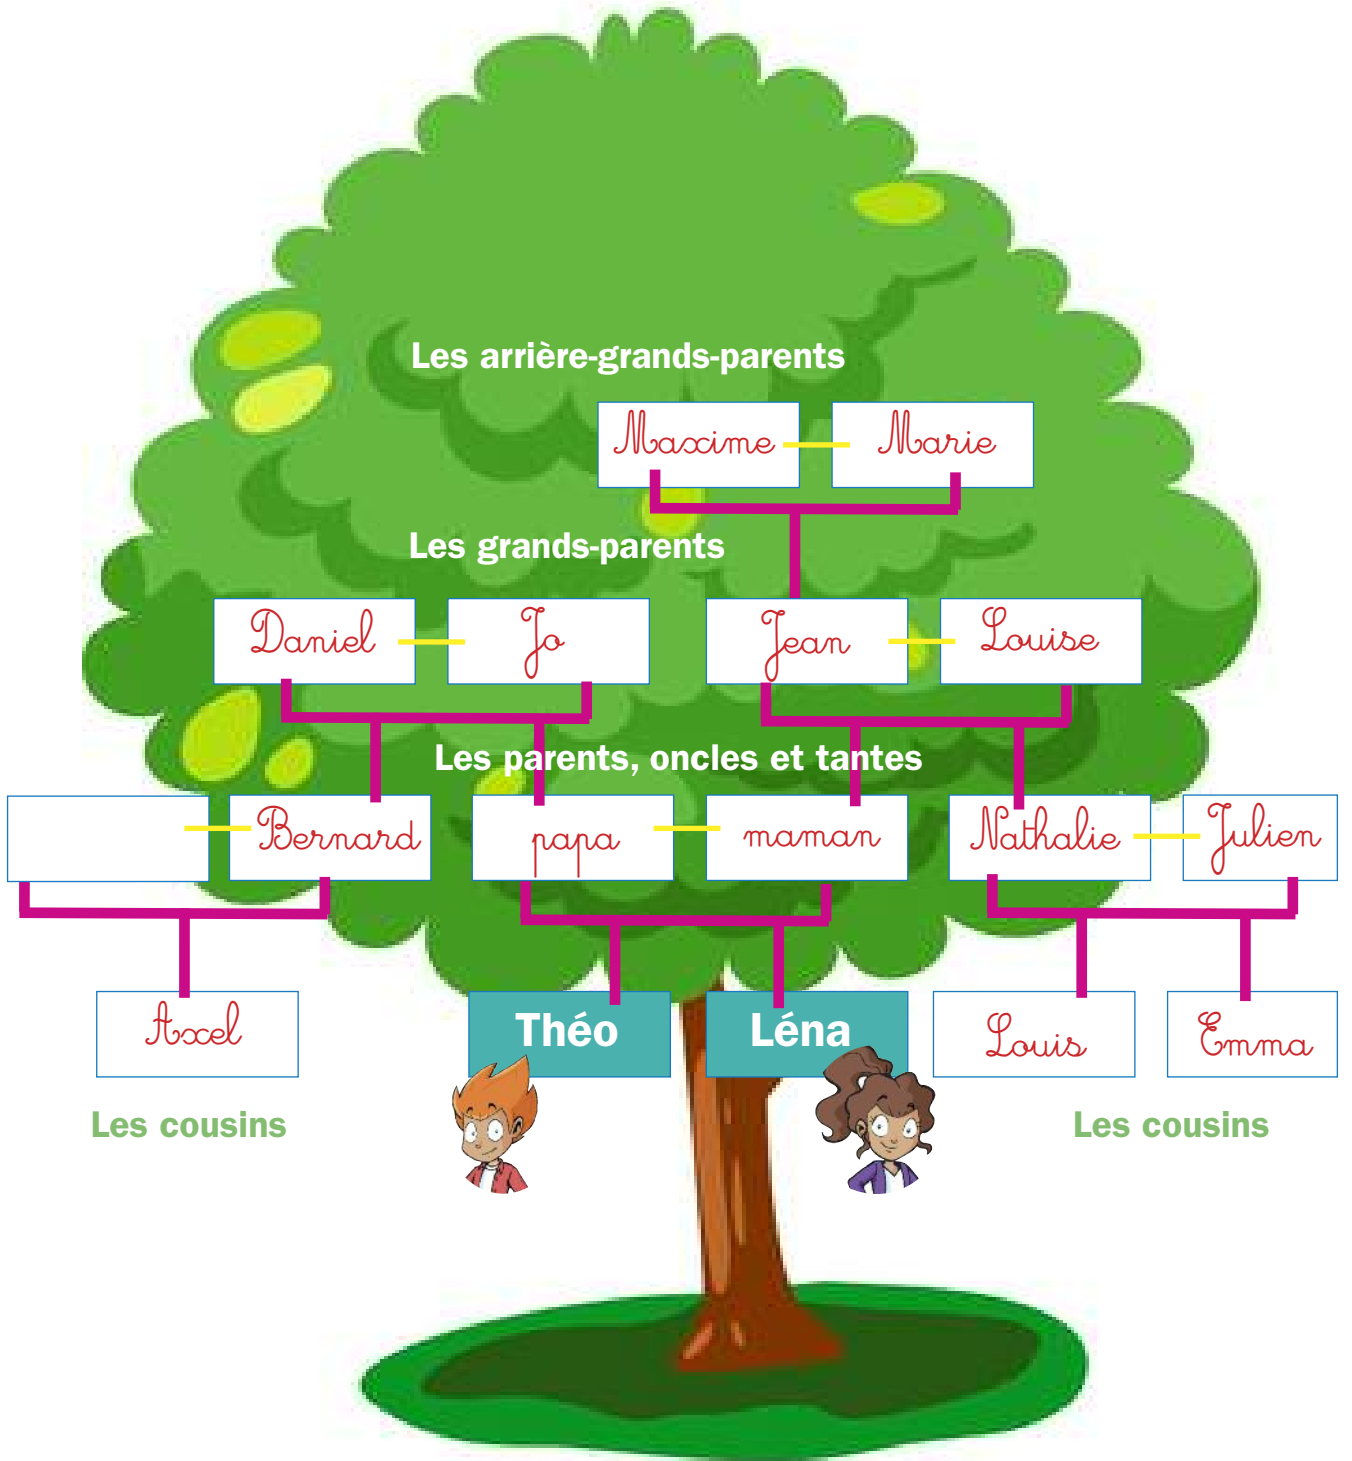 Les arrière-grands-parents
Maxime Marie
Les grands-parents
Daniel Jo Jean Louise
Les parents, oncles et tantes
Bernard papa maman Nathalie Julien
Axel Théo Léna Louis Emma
Les cousins Les cousins